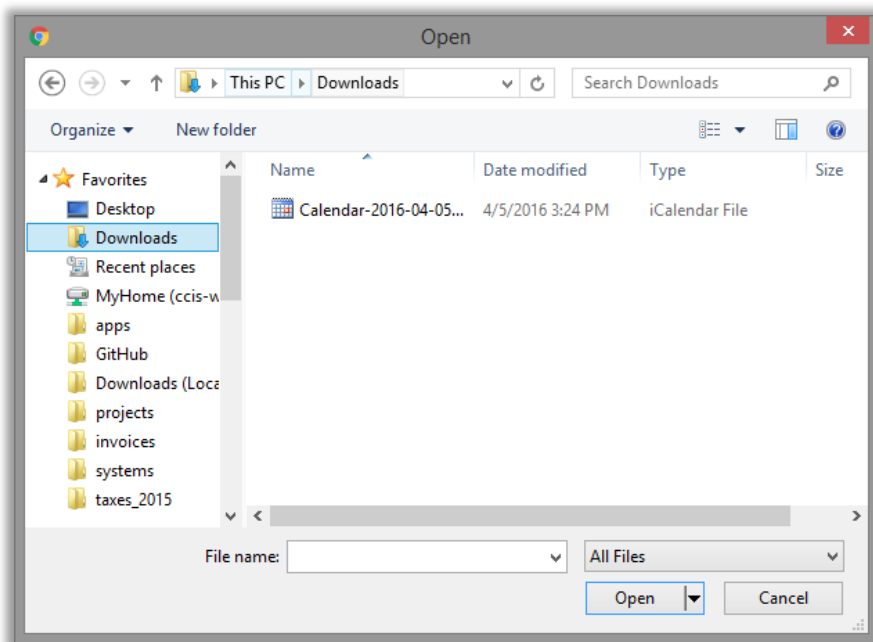 Open
This PC Downloads
Search Downloads
Organize New folder
Name Date modified Type Size
Favorites
Desktop
Downloads
Recent places
MyHome (ccis-w
apps
GitHub
Downloads (Loca
projects
invoices
systems
taxes_2015
Calendar-2016-04-05... 4/5/2016 3:24 PM iCalendar File
File name: All Files
Open Cancel